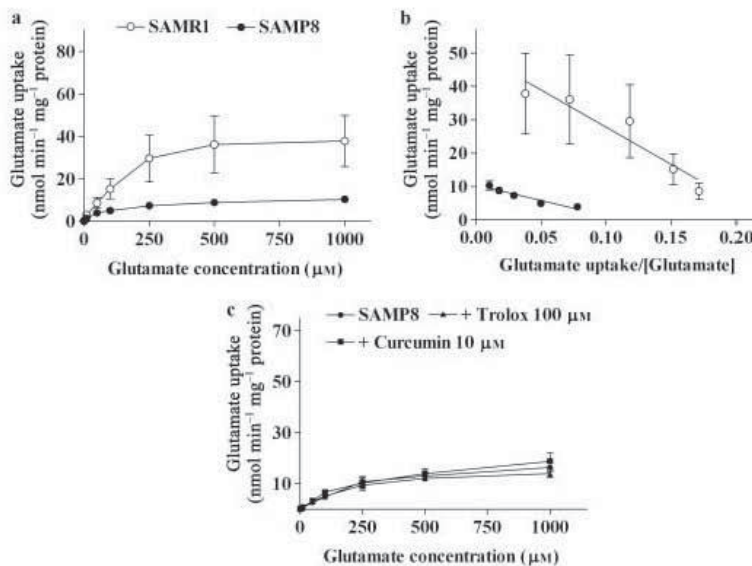 a
SAMR1 SAMP8
Glutamate uptake
(nmol min⁻¹ mg⁻¹ protein)
80
60
40
20
0
0 250 500 750 1000
Glutamate concentration (μM)
b
Glutamate uptake
(nmol min⁻¹ mg⁻¹ protein)
50
40
30
20
10
0
0.00 0.05 0.10 0.15 0.20
Glutamate uptake/[Glutamate]
c
SAMP8 + Trolox 100 μM
+ Curcumin 10 μM
Glutamate uptake
(nmol min⁻¹ mg⁻¹ protein)
70
50
30
10
250 500 750 1000
Glutamate concentration (μM)